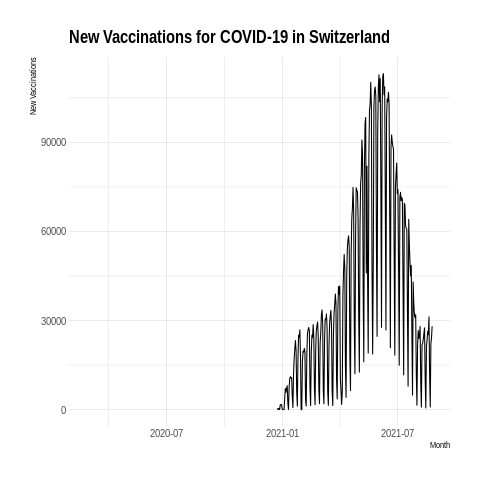 New Vaccinations for COVID-19 in Switzerland
New Vaccinations
90000
60000
30000
0
2020-07 2021-01 2021-07
Month